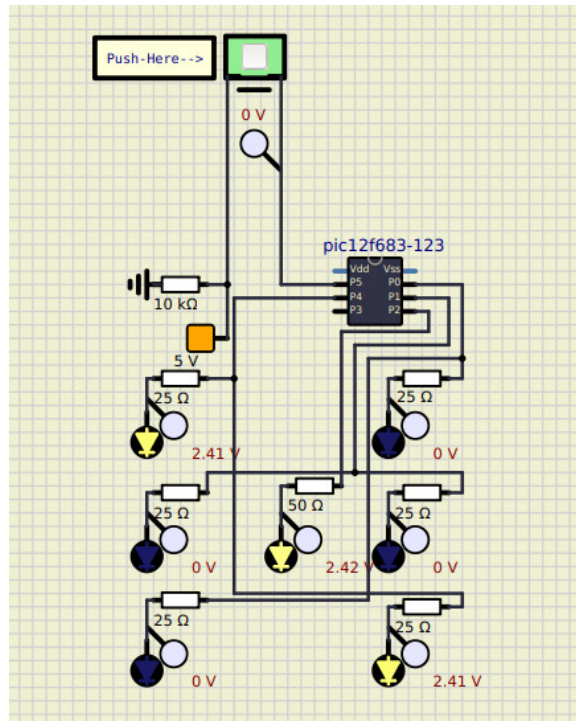 Push-Here-->
0 V
pic12f683-123
Vdd Vss
P5 P0
P4 P1
P3 P2
10 kΩ
5 V
25 Ω
2.41 V
25 Ω
0 V
25 Ω
0 V
50 Ω
2.42 V
25 Ω
0 V
25 Ω
0 V
25 Ω
2.41 V